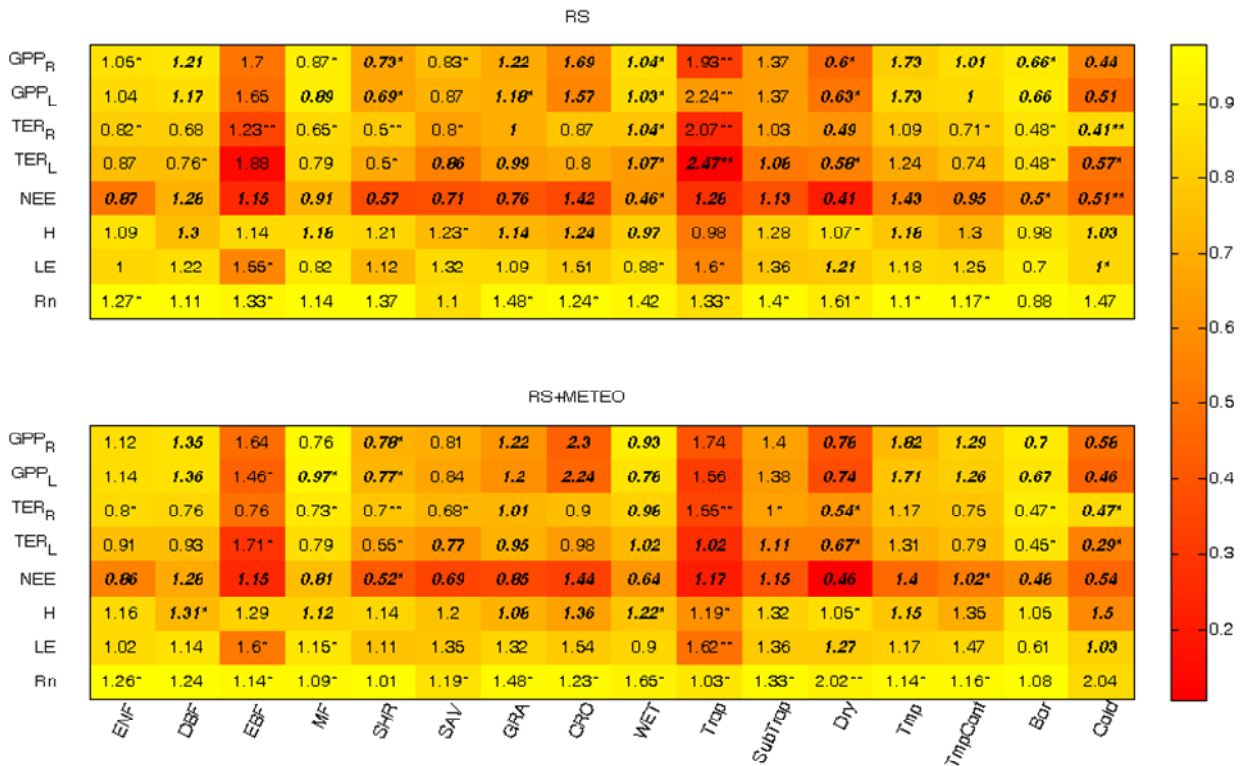 RS
GPP_R 1.05* 1.21 1.7 0.87* 0.73* 0.83* 1.22 1.69 1.04* 1.93** 1.37 0.6* 1.73 1.01 0.66* 0.44
GPP_L 1.04 1.17 1.65 0.89 0.69* 0.87 1.18* 1.57 1.03* 2.24** 1.37 0.63* 1.73 1 0.66 0.51
TER_R 0.82* 0.68 1.23** 0.65* 0.5** 0.8* 1 0.87 1.04* 2.07** 1.03 0.49 1.09 0.71* 0.48* 0.41**
TER_L 0.87 0.76* 1.88 0.79 0.5* 0.86 0.99 0.8 1.07* 2.47** 1.06 0.58* 1.24 0.74 0.48* 0.57*
NEE 0.87 1.28 1.15 0.91 0.57 0.71 0.76 1.42 0.46* 1.28 1.13 0.41 1.43 0.95 0.5* 0.51**
H 1.09 1.3 1.14 1.18 1.21 1.23* 1.14 1.24 0.97 0.98 1.28 1.07* 1.18 1.3 0.98 1.03
LE 1 1.22 1.55* 0.82 1.12 1.32 1.09 1.51 0.88* 1.6* 1.36 1.21 1.18 1.25 0.7 1*
Rn 1.27* 1.11 1.33* 1.14 1.37 1.1 1.48* 1.24* 1.42 1.33* 1.4* 1.61* 1.1* 1.17* 0.88 1.47
RS+METEO
GPP_R 1.12 1.35 1.64 0.76 0.78* 0.81 1.22 2.3 0.93 1.74 1.4 0.78 1.82 1.29 0.7 0.58
GPP_L 1.14 1.36 1.46* 0.97* 0.77* 0.84 1.2 2.24 0.78 1.56 1.38 0.74 1.71 1.26 0.67 0.46
TER_R 0.8* 0.76 0.76 0.73* 0.7** 0.68* 1.01 0.9 0.98 1.55** 1* 0.54* 1.17 0.75 0.47* 0.47*
TER_L 0.91 0.93 1.71* 0.79 0.55* 0.77 0.95 0.98 1.02 1.02 1.11 0.67* 1.31 0.79 0.45* 0.29*
NEE 0.86 1.28 1.15 0.81 0.52* 0.69 0.85 1.44 0.64 1.17 1.15 0.46 1.4 1.02* 0.48 0.54
H 1.16 1.31* 1.29 1.12 1.14 1.2 1.08 1.36 1.22* 1.19* 1.32 1.05* 1.15 1.35 1.05 1.5
LE 1.02 1.14 1.6* 1.15* 1.11 1.35 1.32 1.54 0.9 1.62** 1.36 1.27 1.17 1.47 0.61 1.03
Rn 1.26* 1.24 1.14* 1.09* 1.01 1.19* 1.48* 1.23* 1.65* 1.03* 1.33* 2.02** 1.14* 1.16* 1.08 2.04
ENF DBF EBF MF SHR SAV GRA CRO WET Trop SubTrop Dry Tmp TmpCont Bor Cold
0.9
0.8
0.7
0.6
0.5
0.4
0.3
0.2